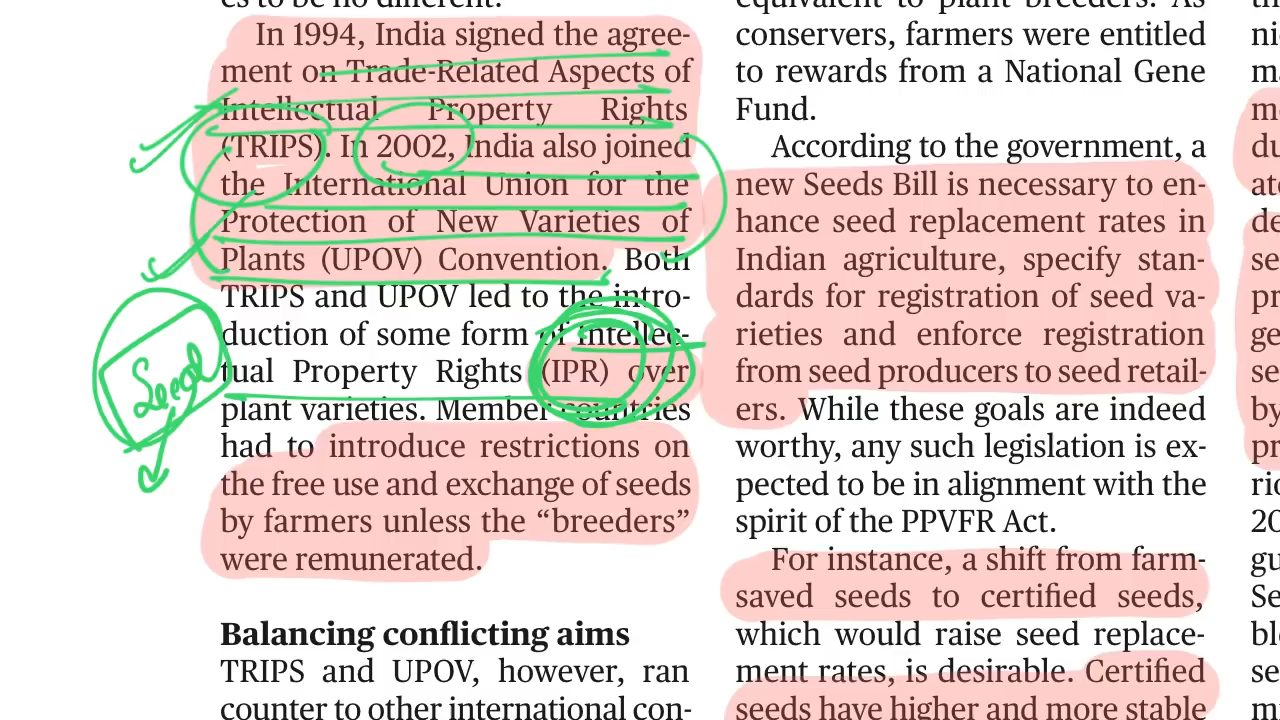 es to be no different.
In 1994, India signed the agree-
ment on Trade-Related Aspects of
Intellectual Property Rights
(TRIPS). In 2002, India also joined
the International Union for the
Protection of New Varieties of
Plants (UPOV) Convention. Both
TRIPS and UPOV led to the intro-
duction of some form of Intellec-
tual Property Rights (IPR) over
plant varieties. Member countries
had to introduce restrictions on
the free use and exchange of seeds
by farmers unless the “breeders”
were remunerated.
Balancing conflicting aims
TRIPS and UPOV, however, ran
counter to other international con-
Seed
equivalent to plant breeders. As
conservers, farmers were entitled
to rewards from a National Gene
Fund.
According to the government, a
new Seeds Bill is necessary to en-
hance seed replacement rates in
Indian agriculture, specify stan-
dards for registration of seed va-
rieties and enforce registration
from seed producers to seed retail-
ers. While these goals are indeed
worthy, any such legislation is ex-
pected to be in alignment with the
spirit of the PPVFR Act.
For instance, a shift from farm-
saved seeds to certified seeds,
which would raise seed replace-
ment rates, is desirable. Certified
seeds have higher and more stable